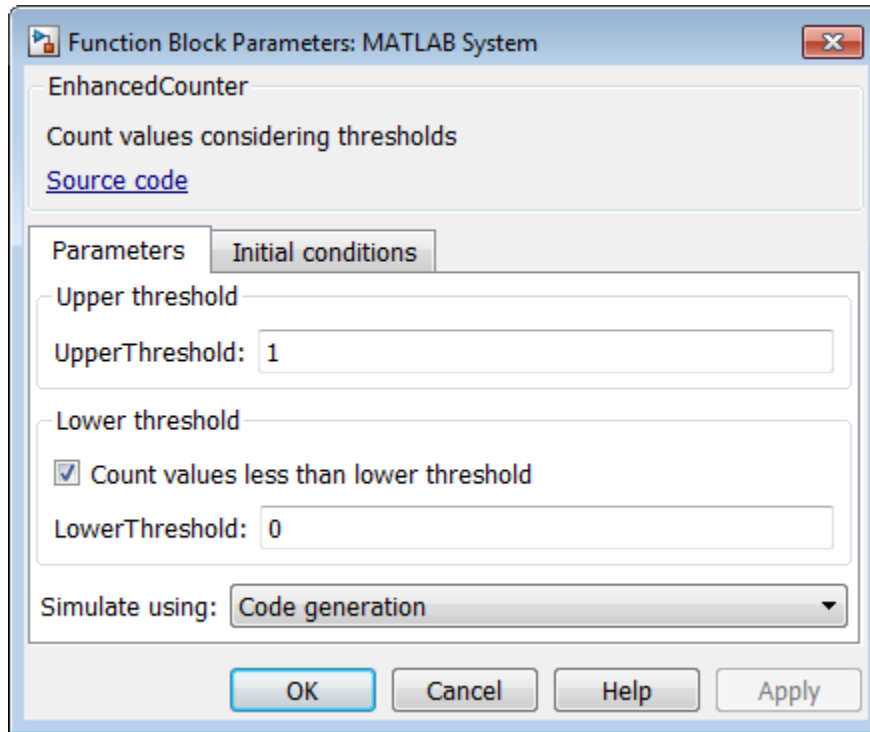 Function Block Parameters: MATLAB System
EnhancedCounter
Count values considering thresholds
Source code
Parameters Initial conditions
Upper threshold
UpperThreshold: 1
Lower threshold
Count values less than lower threshold
LowerThreshold: 0
Simulate using: Code generation
OK Cancel Help Apply